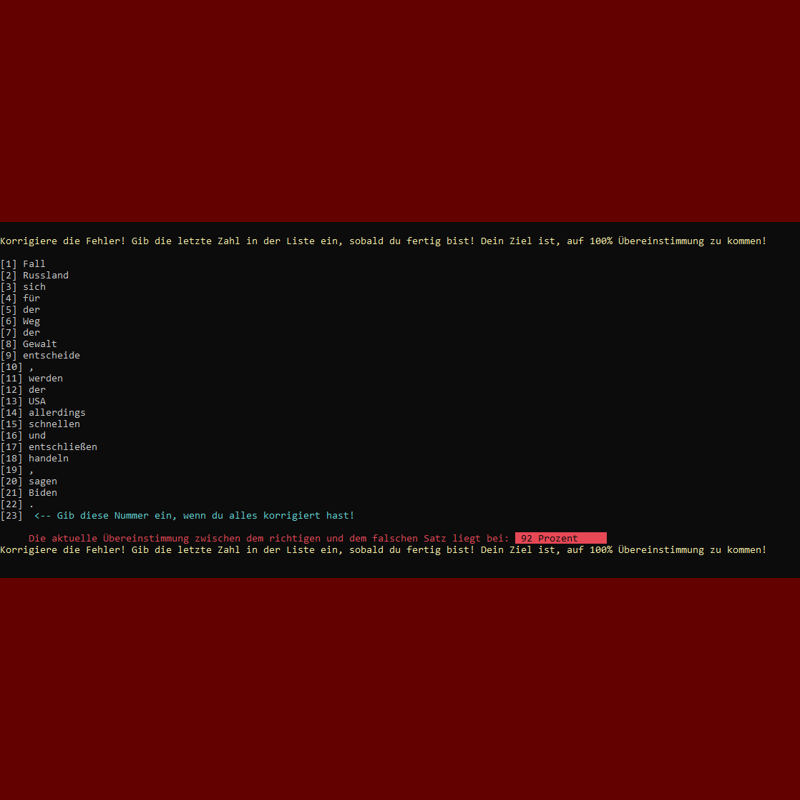 Korrigiere die Fehler! Gib die letzte Zahl in der Liste ein, sobald du fertig bist! Dein Ziel ist, auf 100% Übereinstimmung zu kommen!
[1] Fall
[2] Russland
[3] sich
[4] für
[5] der
[6] Weg
[7] der
[8] Gewalt
[9] entscheide
[10] ,
[11] werden
[12] der
[13] USA
[14] allerdings
[15] schnellen
[16] und
[17] entschließen
[18] handeln
[19] ,
[20] sagen
[21] Biden
[22] .
[23] <-- Gib diese Nummer ein, wenn du alles korrigiert hast!
Die aktuelle Übereinstimmung zwischen dem richtigen und dem falschen Satz liegt bei: 92 Prozent
Korrigiere die Fehler! Gib die letzte Zahl in der Liste ein, sobald du fertig bist! Dein Ziel ist, auf 100% Übereinstimmung zu kommen!